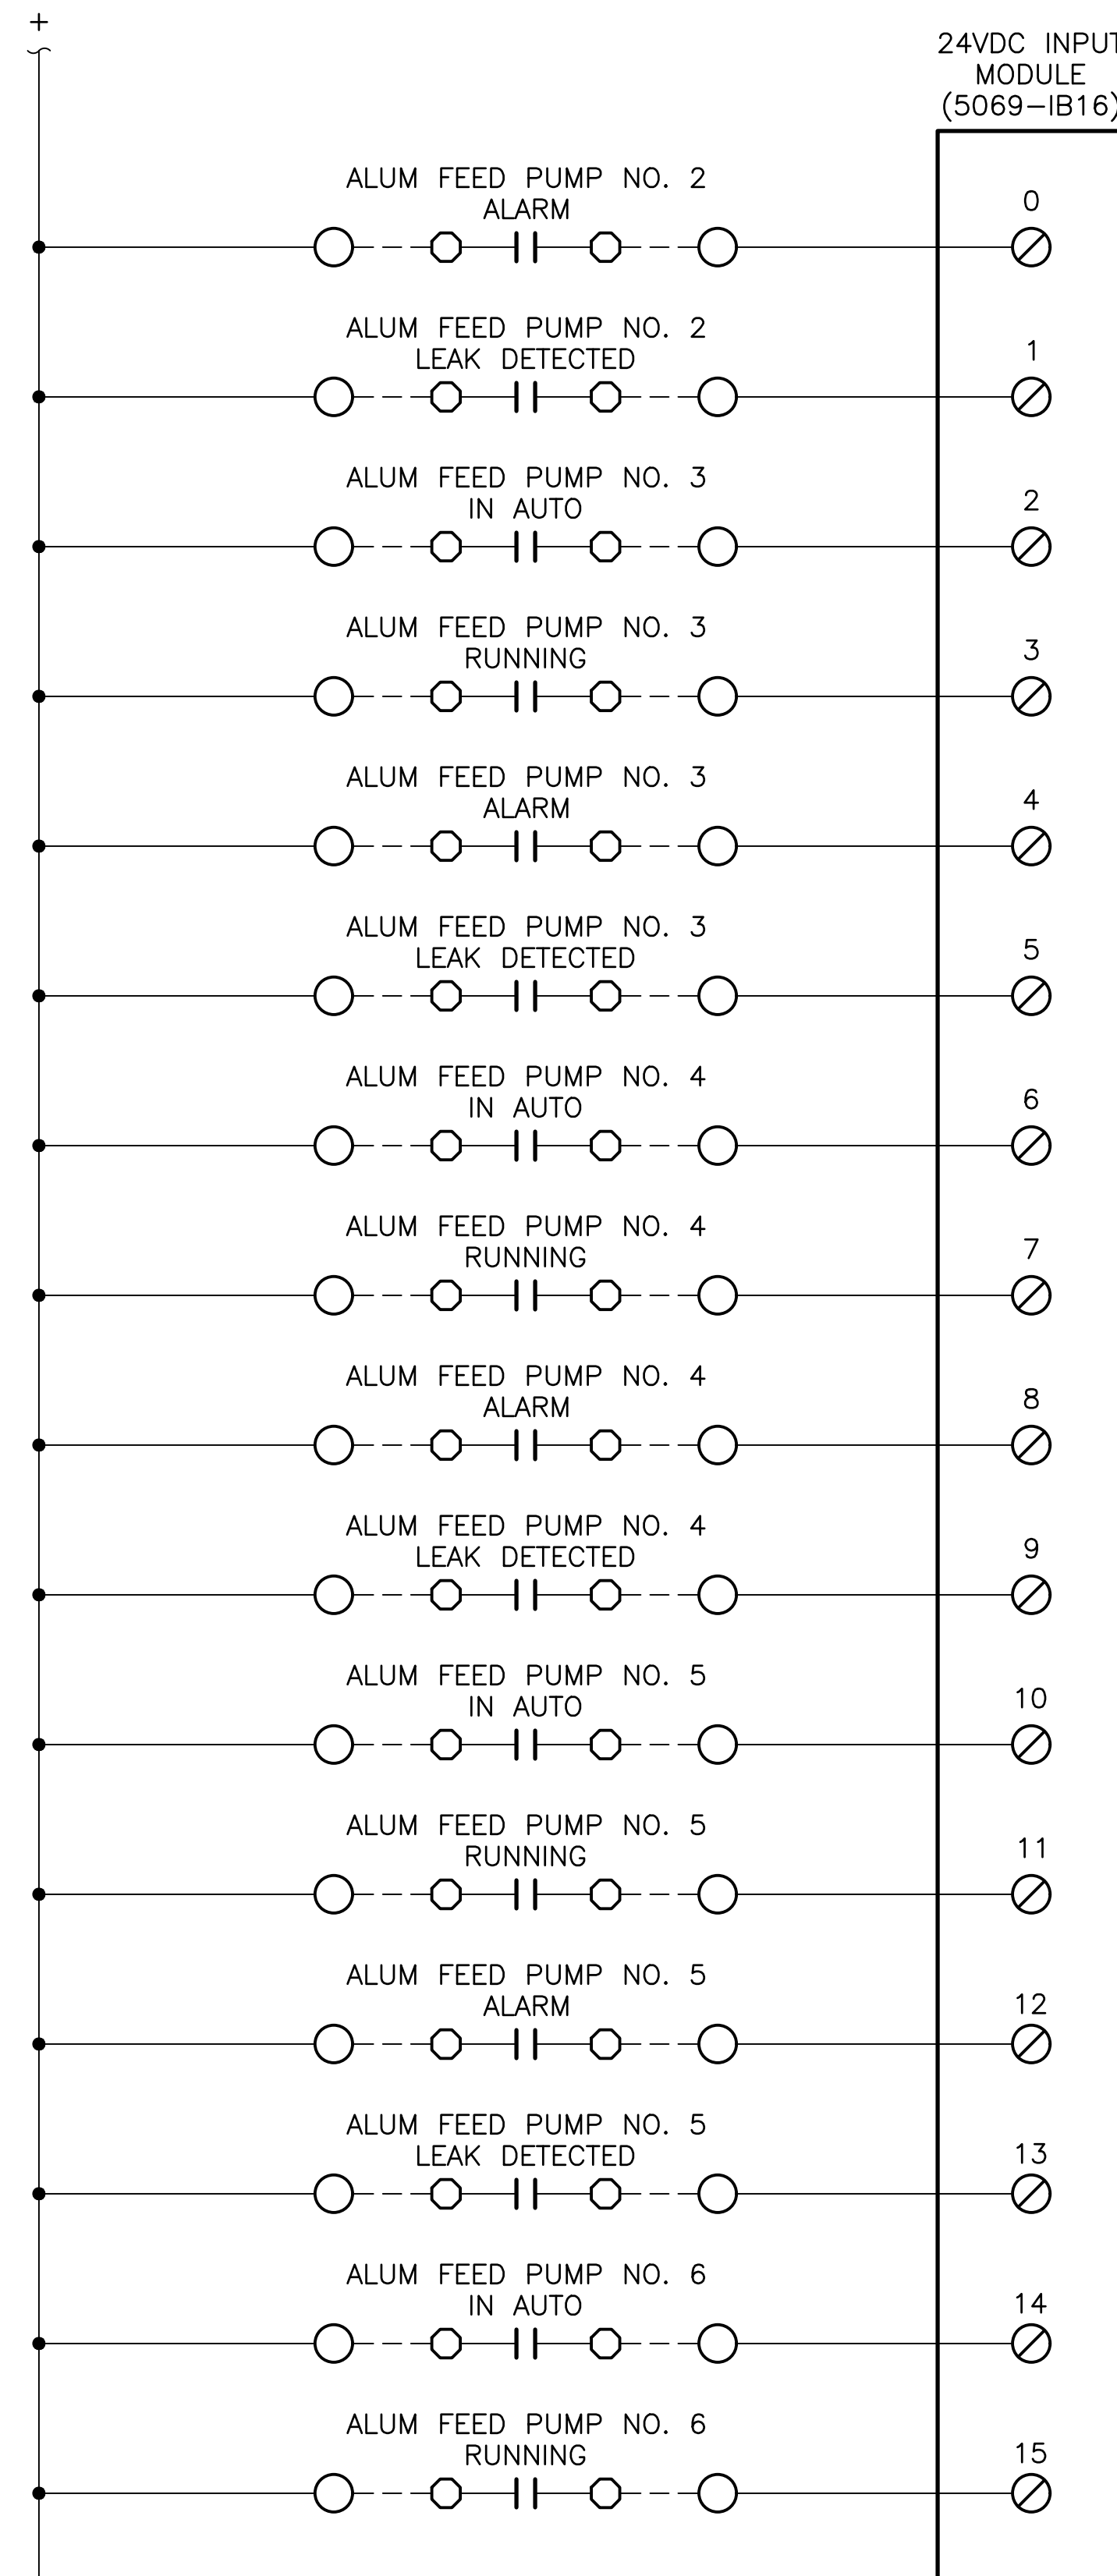 +
24VDC INPUT
MODULE
(5069-IB16)
ALUM FEED PUMP NO. 2
ALARM
0
ALUM FEED PUMP NO. 2
LEAK DETECTED
1
ALUM FEED PUMP NO. 3
IN AUTO
2
ALUM FEED PUMP NO. 3
RUNNING
3
ALUM FEED PUMP NO. 3
ALARM
4
ALUM FEED PUMP NO. 3
LEAK DETECTED
5
ALUM FEED PUMP NO. 4
IN AUTO
6
ALUM FEED PUMP NO. 4
RUNNING
7
ALUM FEED PUMP NO. 4
ALARM
8
ALUM FEED PUMP NO. 4
LEAK DETECTED
9
ALUM FEED PUMP NO. 5
IN AUTO
10
ALUM FEED PUMP NO. 5
RUNNING
11
ALUM FEED PUMP NO. 5
ALARM
12
ALUM FEED PUMP NO. 5
LEAK DETECTED
13
ALUM FEED PUMP NO. 6
IN AUTO
14
ALUM FEED PUMP NO. 6
RUNNING
15